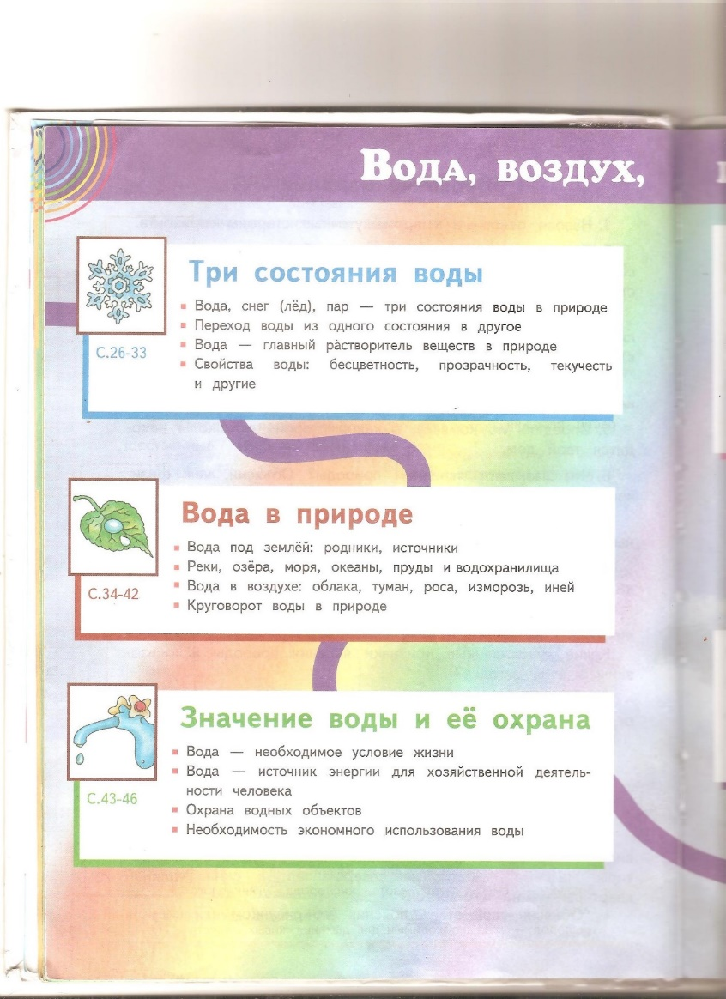 Вода, воздух,
Три состояния воды
Вода, снег (лёд), пар — три состояния воды в природе
Переход воды из одного состояния в другое
Вода — главный растворитель веществ в природе
Свойства воды: бесцветность, прозрачность, текучесть
и другие
С.26-33
Вода в природе
Вода под землёй: родники, источники
Реки, озёра, моря, океаны, пруды и водохранилища
Вода в воздухе: облака, туман, роса, изморозь, иней
Круговорот воды в природе
С.34-42
Значение воды и её охрана
Вода — необходимое условие жизни
Вода — источник энергии для хозяйственной деятель-
ности человека
Охрана водных объектов
Необходимость экономного использования воды
С.43-46